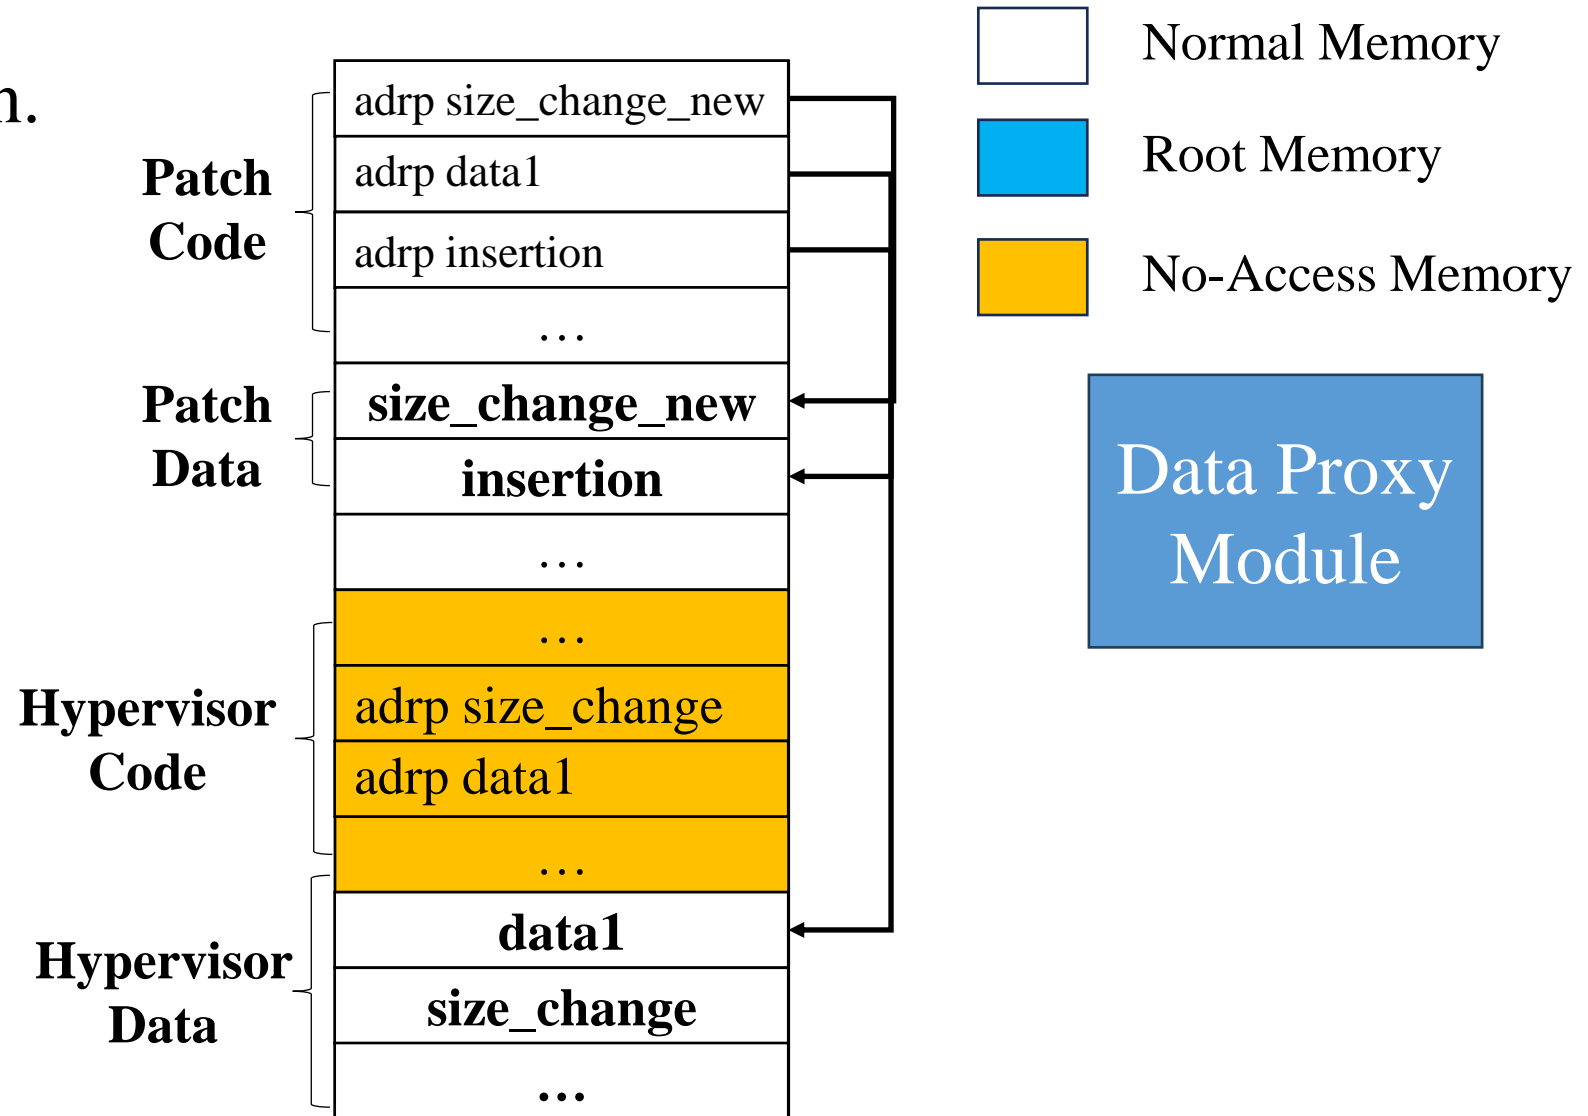 n.
Patch
Code
adrp size_change_new
adrp data1
adrp insertion
...
Patch
Data
size_change_new
insertion
...
Hypervisor
Code
...
adrp size_change
adrp data1
...
Hypervisor
Data
data1
size_change
...
Normal Memory
Root Memory
No-Access Memory
Data Proxy
Module